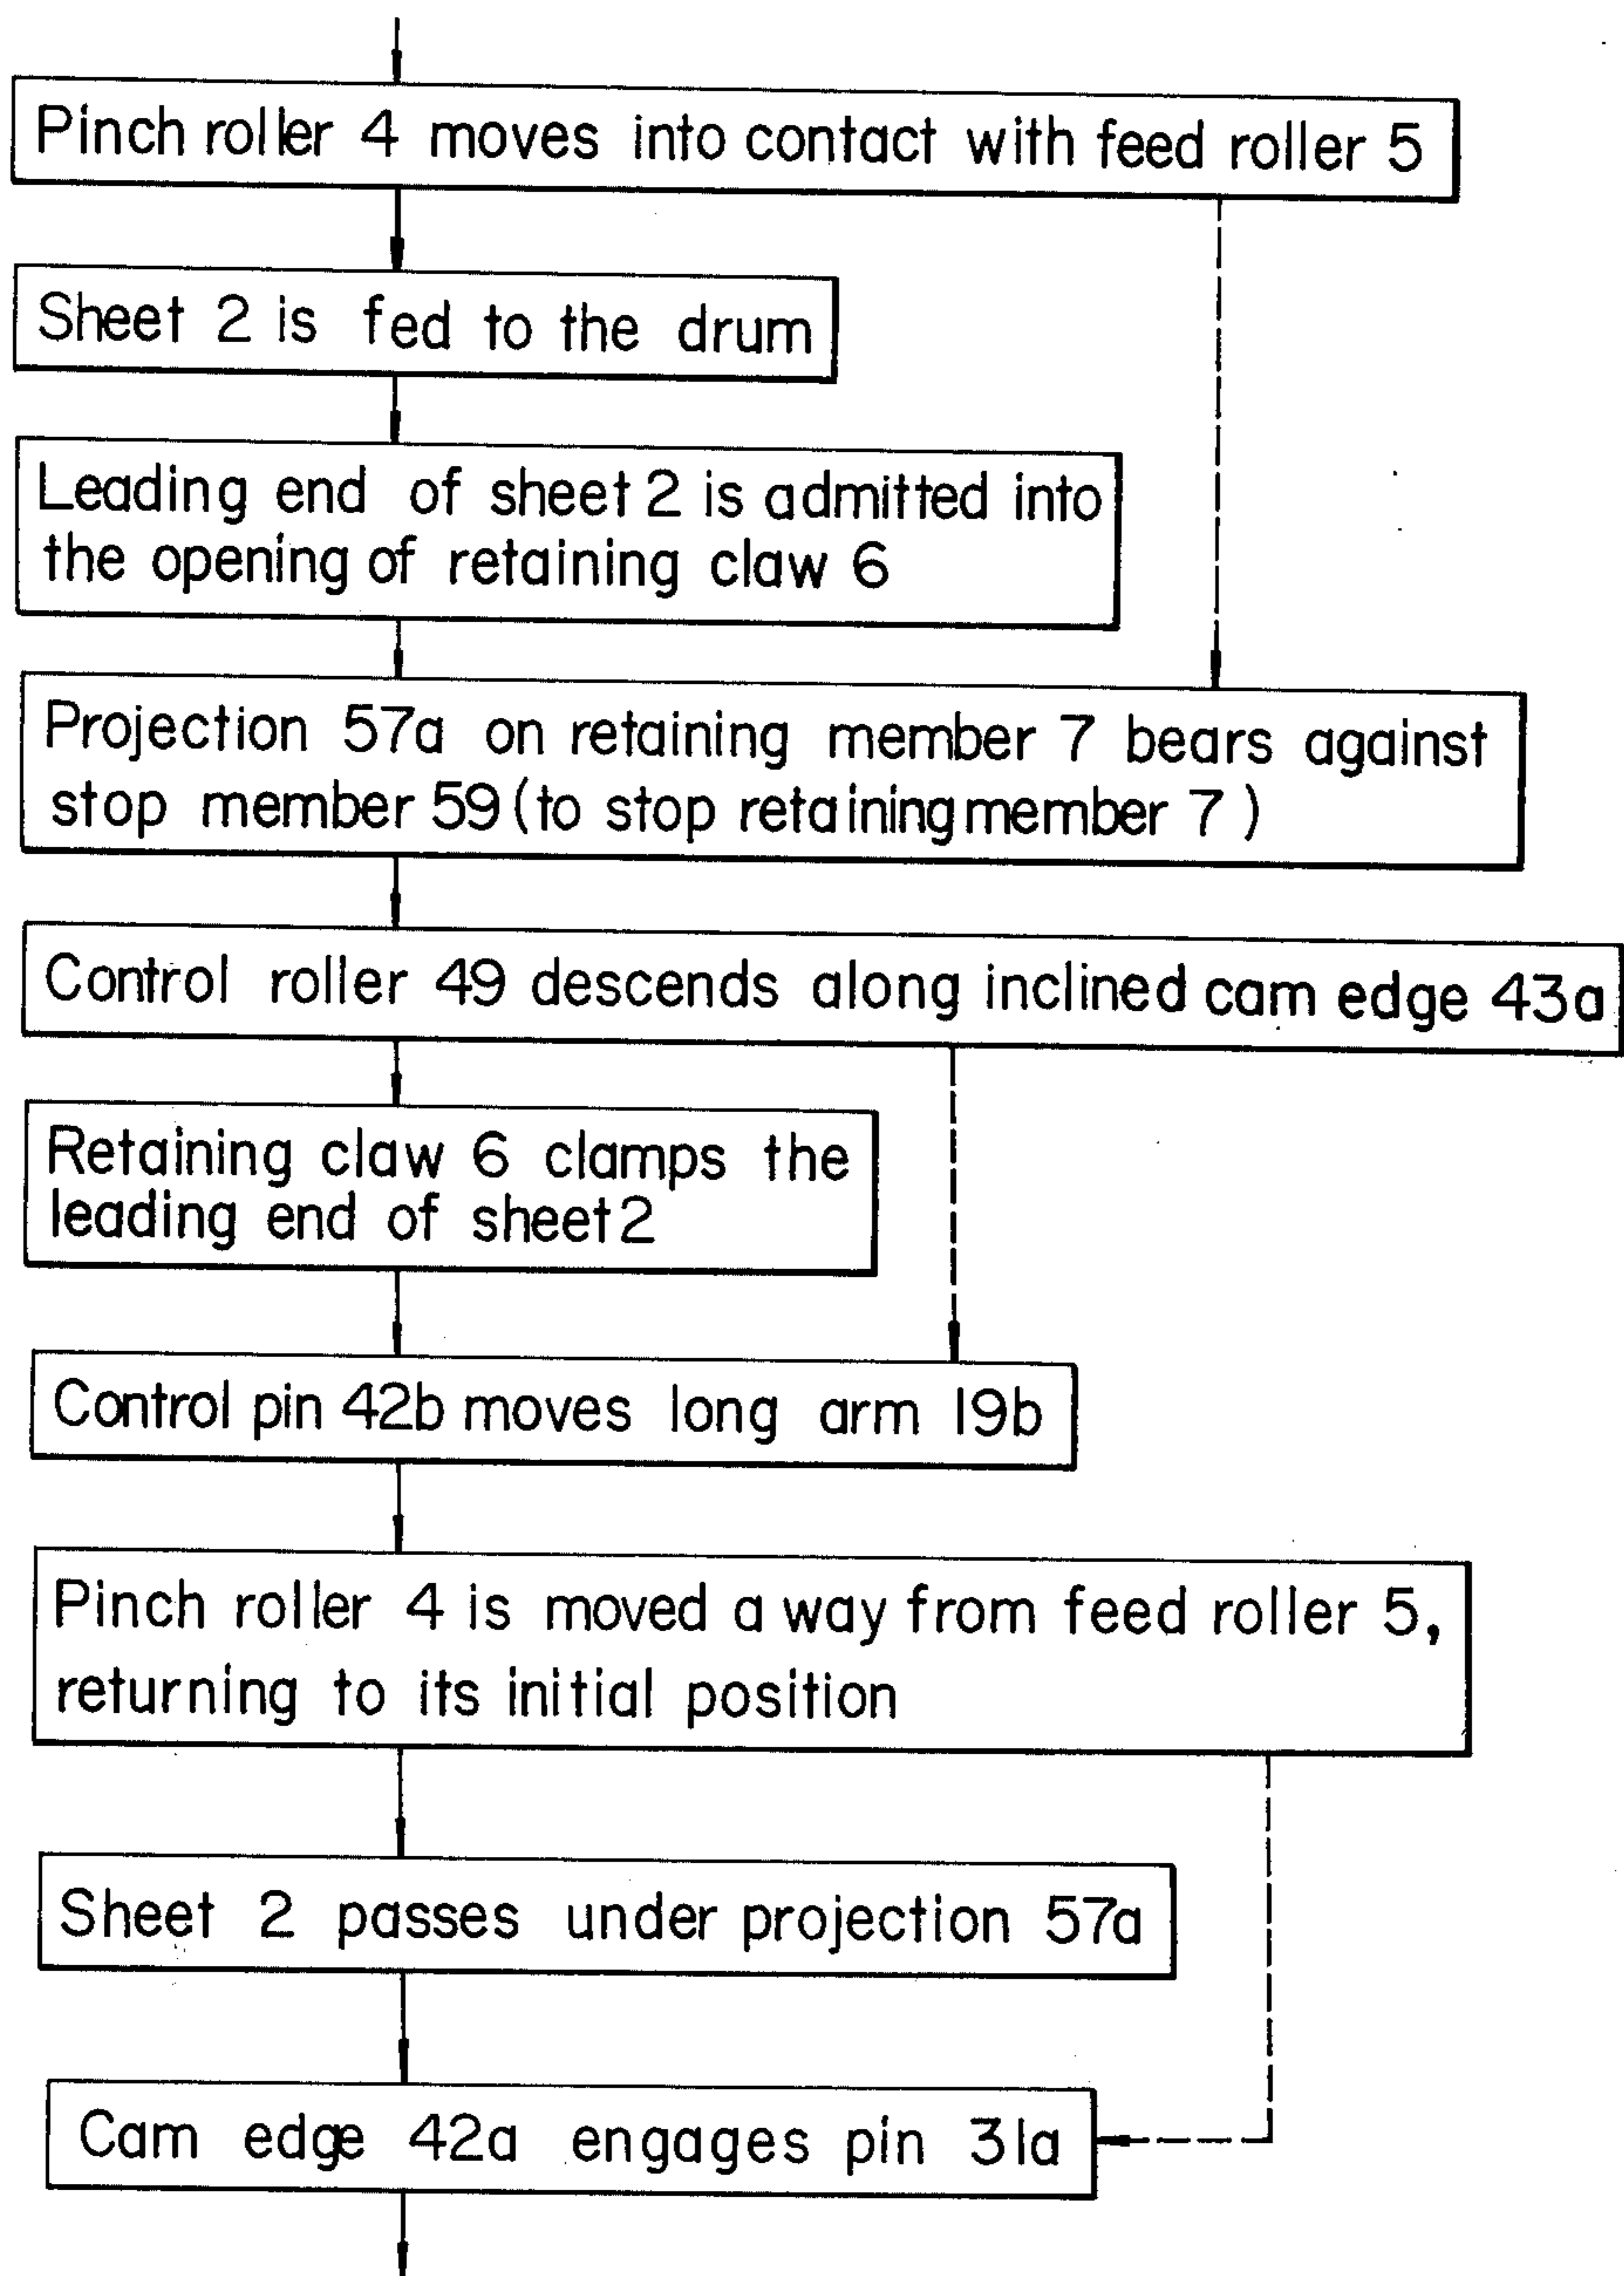 Pinch roller 4 moves into contact with feed roller 5
Sheet 2 is fed to the drum
Leading end of sheet 2 is admitted into
the opening of retaining claw 6
Projection 57a on retaining member 7 bears against
stop member 59 (to stop retaining member 7)
Control roller 49 descends along inclined cam edge 43a
Retaining claw 6 clamps the
leading end of sheet 2
Control pin 42b moves long arm 19b
Pinch roller 4 is moved a way from feed roller 5,
returning to its initial position
Sheet 2 passes under projection 57a
Cam edge 42a engages pin 31a